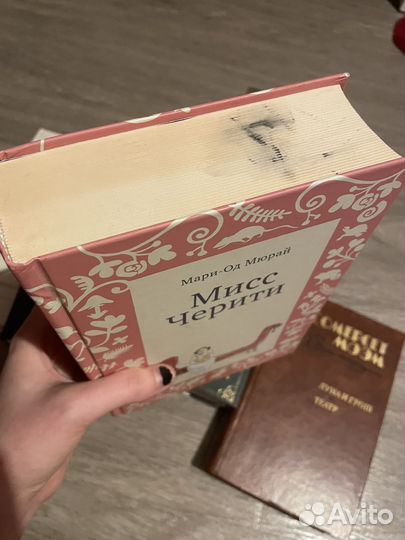 Мари-Од Мюрай
Мисс
Черити
СОМЕРСЕТ
МОЭМ
ЛУНА И ГРОШ
ТЕАТР
Avito